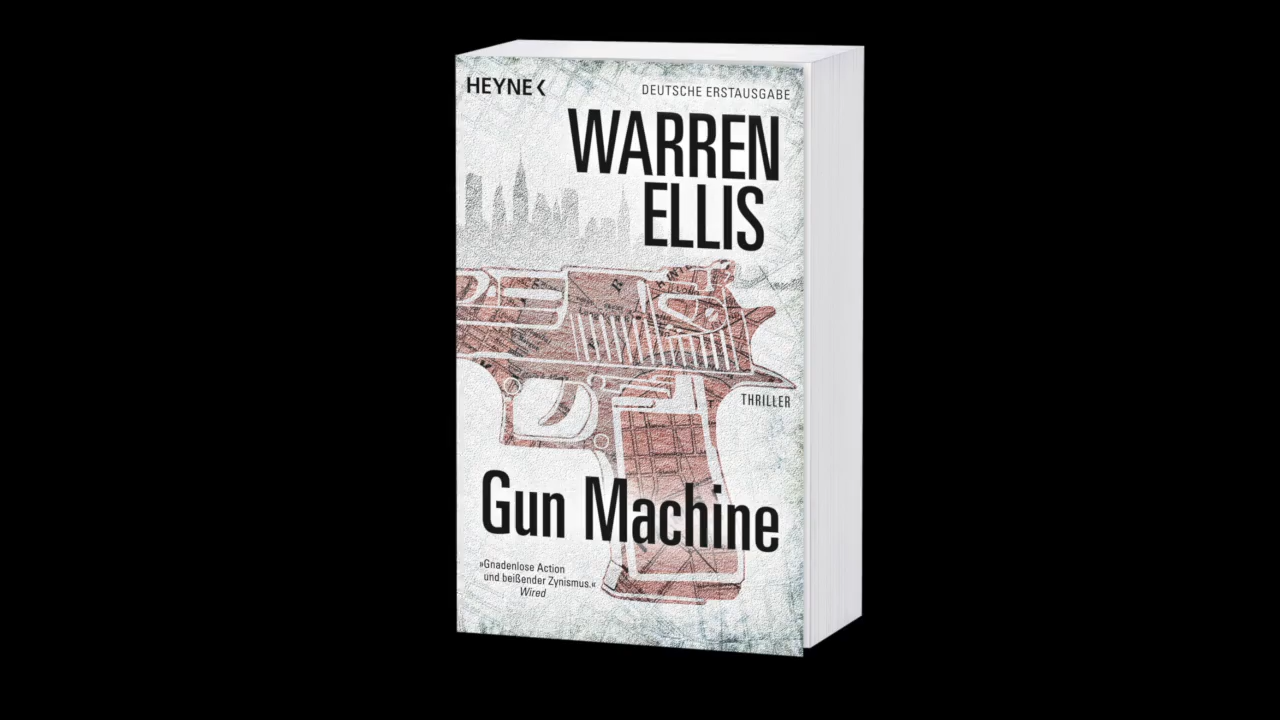 HEYNE
DEUTSCHE ERSTAUSGABE
WARREN
ELLIS
THRILLER
Gun Machine
»Gnadenlose Action
und beißender Zynismus.«
Wired